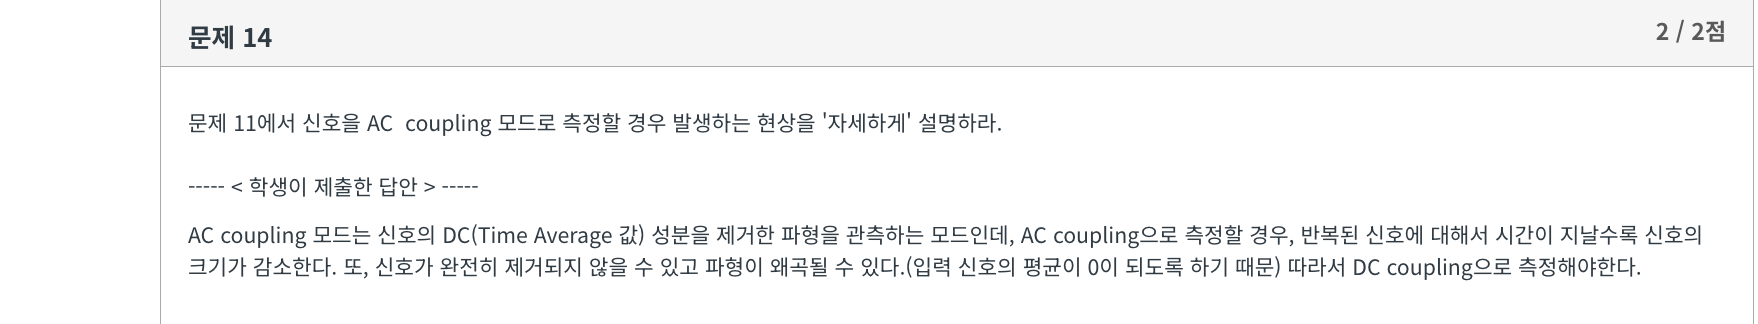 문제 14
2 / 2점
문제 11에서 신호을 AC  coupling 모드로 측정할 경우 발생하는 현상을 '자세하게' 설명하라.
----- < 학생이 제출한 답안 > -----
AC coupling 모드는 신호의 DC(Time Average 값) 성분을 제거한 파형을 관측하는 모드인데, AC coupling으로 측정할 경우, 반복된 신호에 대해서 시간이 지날수록 신호의
크기가 감소한다. 또, 신호가 완전히 제거되지 않을 수 있고 파형이 왜곡될 수 있다.(입력 신호의 평균이 0이 되도록 하기 때문) 따라서 DC coupling으로 측정해야한다.